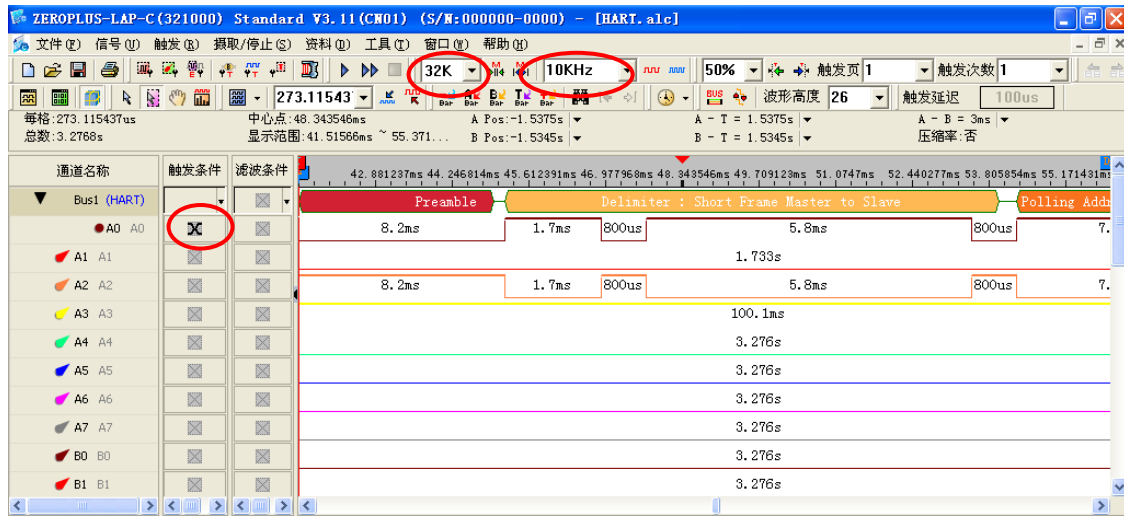 ZEROPLUS-LAP-C(321000) Standard V3.11(CN01) (S/N:000000-0000) - [HART.alc]
文件(F) 信号(U) 触发(R) 摄取/停止(S) 资料(D) 工具(T) 窗口(W) 帮助(H)
32K 10KHz 50% 触发页 1 触发次数 1
273.11543 Bar Bar Bar Bar 波形高度 26 触发延迟 100us
每格:273.115437us 中心点:48.343546ms A Pos:-1.5375s A - T = 1.5375s A - B = 3ms
总数:3.2768s 显示范围:41.51566ms ~ 55.371... B Pos:-1.5345s B - T = 1.5345s 压缩率:否
通道名称 触发条件 滤波条件 42.881237ms 44.246814ms 45.612391ms 46.977968ms 48.343546ms 49.709123ms 51.0747ms 52.440277ms 53.805854ms 55.171431ms
Bus1 (HART) Preamble Delimiter : Short Frame Master to Slave Polling Addr
A0 A0 8.2ms 1.7ms 800us 5.8ms 800us 7.
A1 A1 1.733s
A2 A2 8.2ms 1.7ms 800us 5.8ms 800us 7.
A3 A3 100.1ms
A4 A4 3.276s
A5 A5 3.276s
A6 A6 3.276s
A7 A7 3.276s
B0 B0 3.276s
B1 B1 3.276s